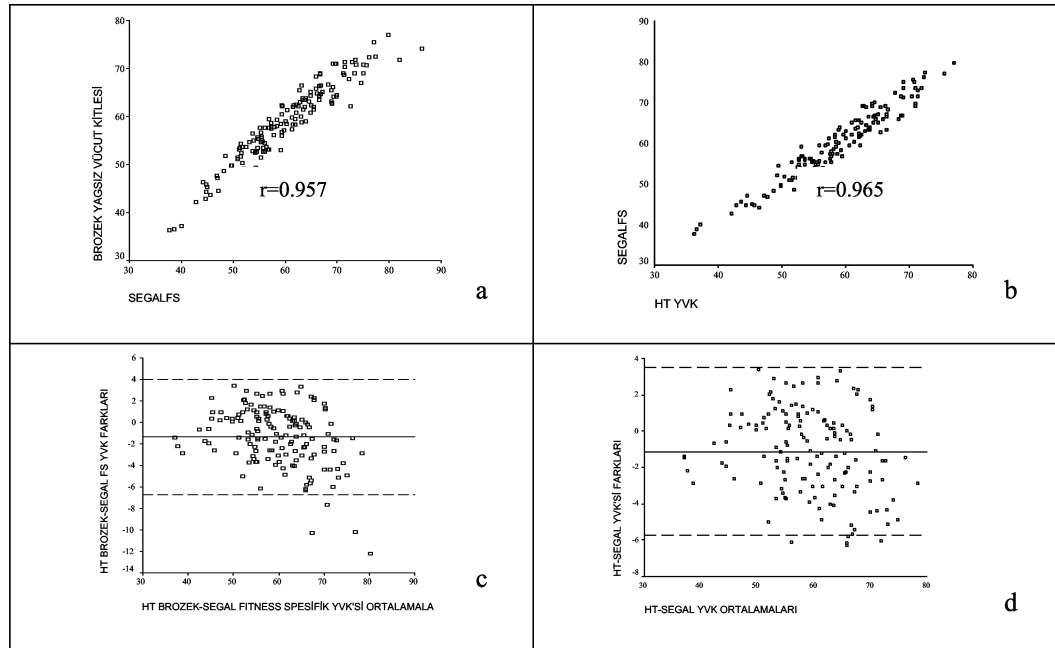 80
70
60
50
40
30
BROZEK YAGSIZ VÜCUT KİTLESİ
r=0.957
30 40 50 60 70 80 90
SEGALFS
a
90
80
70
60
50
40
30
SEGALFS
r=0.965
30 40 50 60 70 80
HT YVK
b
6
4
2
0
-2
-4
-6
-8
-10
-12
-14
HT BROZEK-SEGAL FS YVK FARKLARI
30 40 50 60 70 80 90
HT BROZEK-SEGAL FITNESS SPESİFİK YVK'Sİ ORTALAMALA
c
4
2
0
-2
-4
-6
-8
HT-SEGAL YVK'Sİ FARKLARI
30 40 50 60 70 80
HT-SEGAL YVK ORTALAMALARI
d